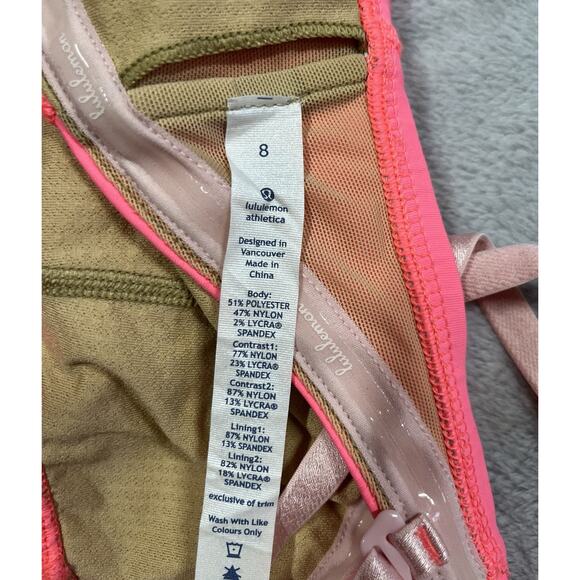 lululemon
8
lululemon
athletica
Designed in
Vancouver
Made in
China
Body:
51% POLYESTER
47% NYLON
2% LYCRA®
SPANDEX
Contrast1:
77% NYLON
23% LYCRA®
SPANDEX
Contrast2:
87% NYLON
13% LYCRA®
SPANDEX
Lining1:
87% NYLON
13% SPANDEX
Lining2:
82% NYLON
18% LYCRA®
SPANDEX
exclusive of trim
Wash With Like
Colours Only
lululemon